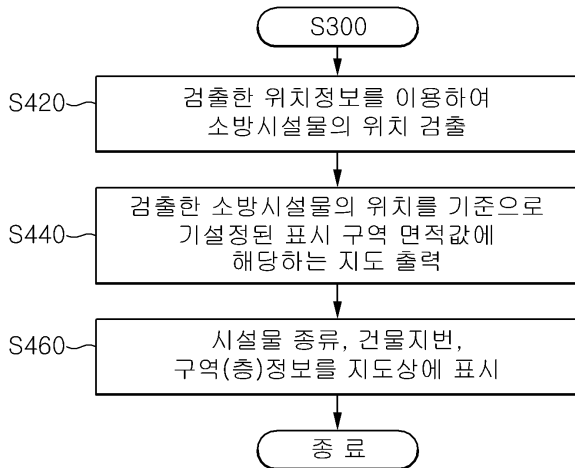 S300
S420
검출한 위치정보를 이용하여
소방시설물의 위치 검출
S440
검출한 소방시설물의 위치를 기준으로
기설정된 표시 구역 면적값에
해당하는 지도 출력
S460
시설물 종류, 건물지번,
구역(층)정보를 지도상에 표시
종 료